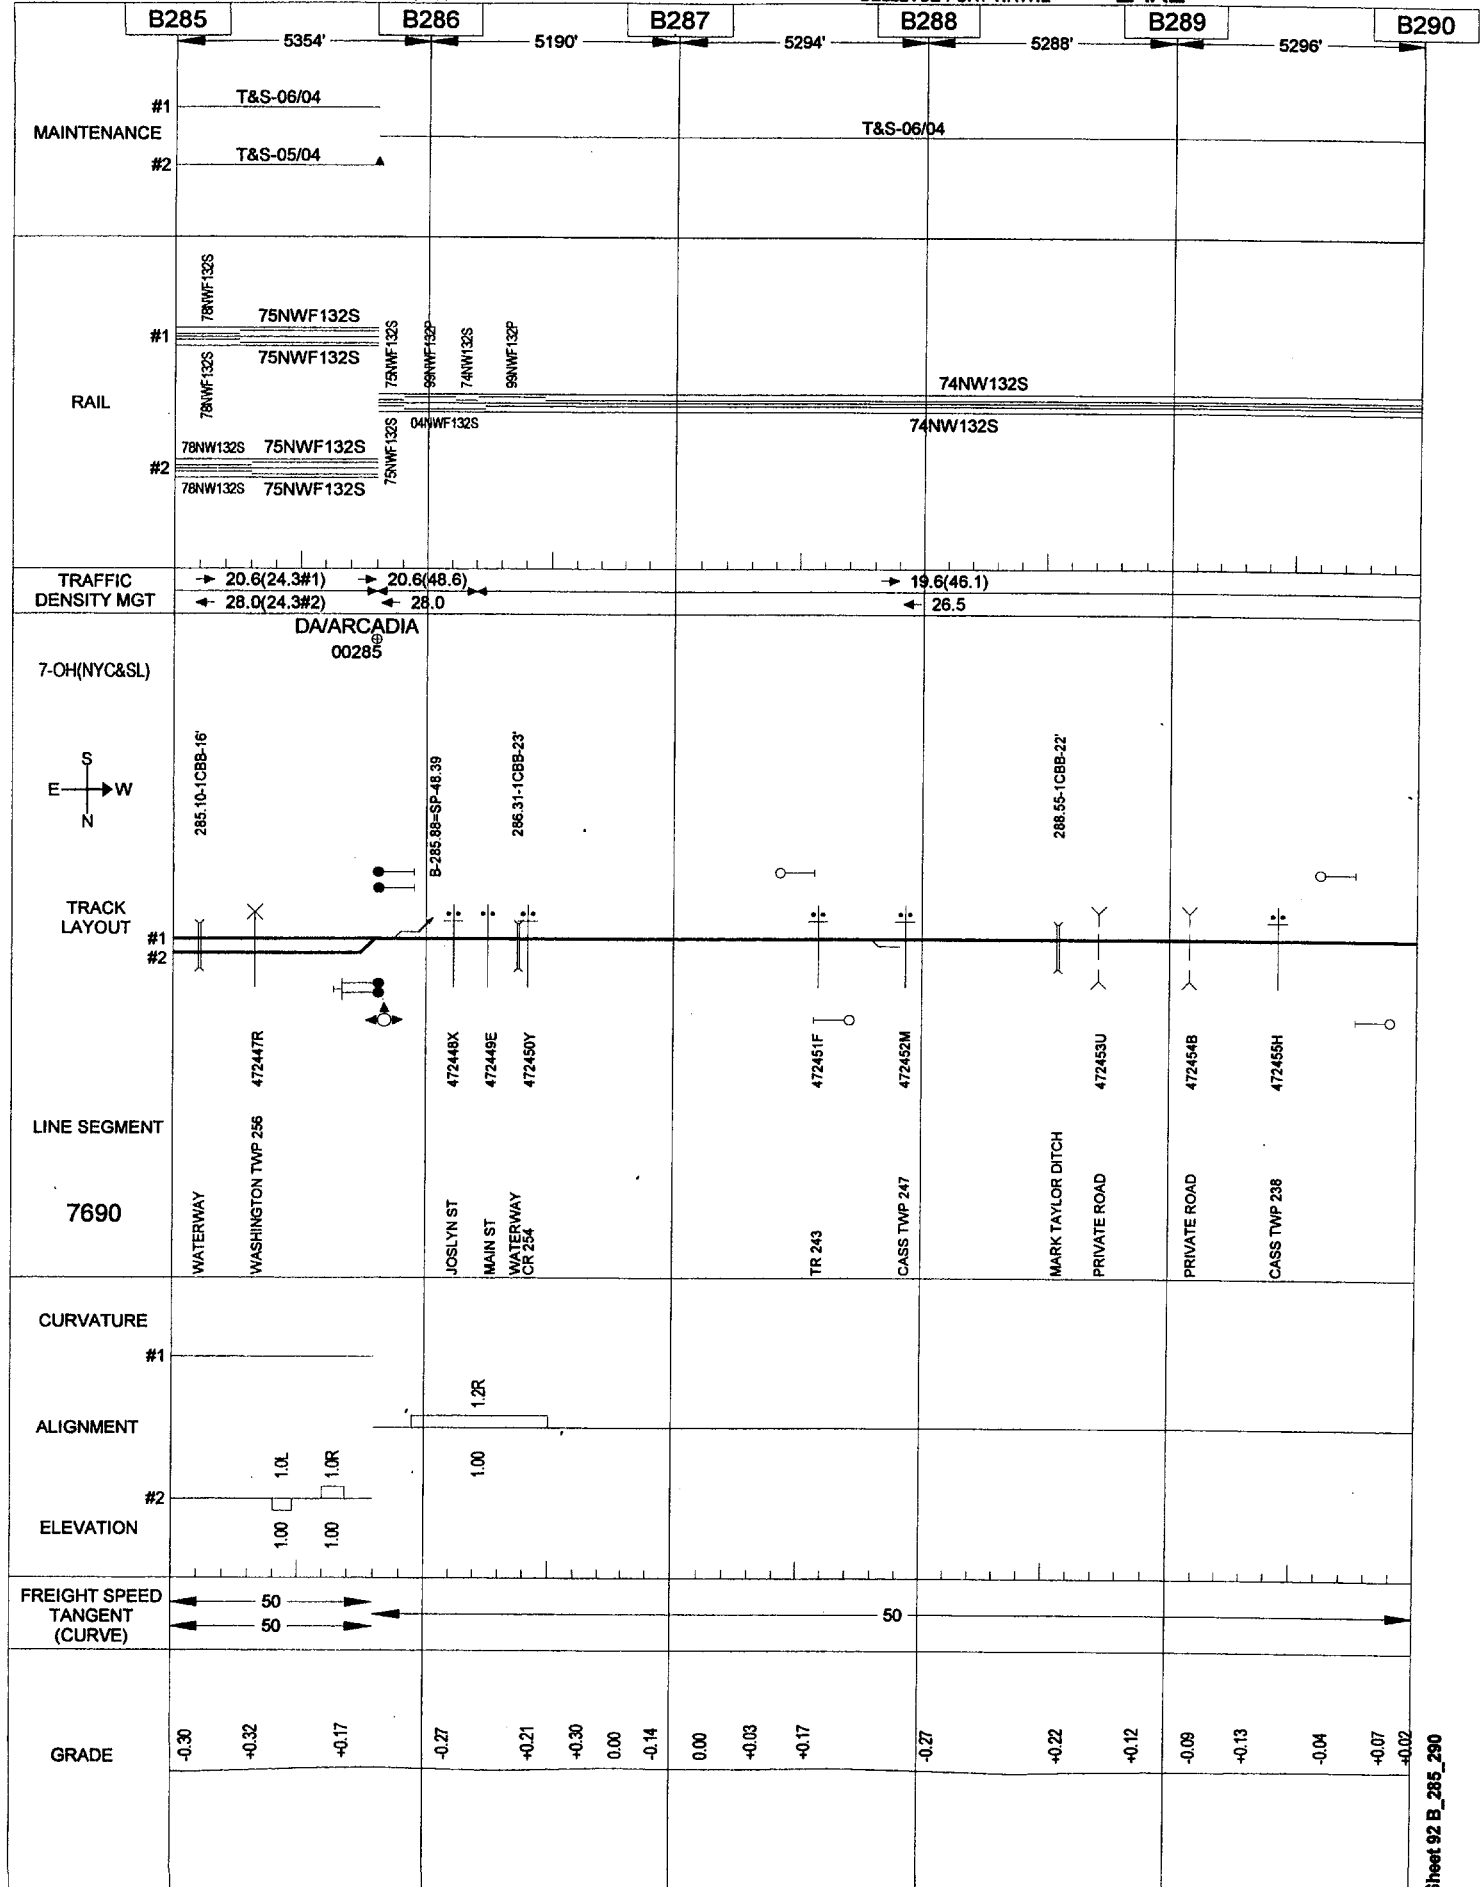 B285 B286 B287 B288 B289 B290
5354' 5190' 5294' 5288' 5296'
#1 T&S-06/04
MAINTENANCE T&S-06/04
#2 T&S-05/04
78NWF132S
75NWF132S
#1
75NWF132S
78NWF132S
75NWF132S
99NWF132P
74NW132S
99NWF132P
RAIL
74NW132S
04NWF132S
74NW132S
75NWF132S
78NW132S 75NWF132S
#2
78NW132S 75NWF132S
TRAFFIC
DENSITY MGT
20.6(24.3#1) 20.6(48.6) 19.6(46.1)
28.0(24.3#2) 28.0 26.5
DA/ARCADIA
00285
7-OH(NYC&SL)
S
E W
N
285.10-1CBB-16'
B-285.88=SP-48.39
286.31-1CBB-23'
288.55-1CBB-22'
TRACK
LAYOUT
#1
#2
472447R
472448X
472449E
472450Y
472451F
472452M
472453U
472454B
472455H
LINE SEGMENT
7690
WATERWAY
WASHINGTON TWP 256
JOSLYN ST
MAIN ST
WATERWAY
CR 254
TR 243
CASS TWP 247
MARK TAYLOR DITCH
PRIVATE ROAD
PRIVATE ROAD
CASS TWP 238
CURVATURE
#1
1.2R
ALIGNMENT
1.00
1.0L 1.0R
#2
ELEVATION
1.00 1.00
FREIGHT SPEED
TANGENT
(CURVE)
50
50
50
GRADE
-0.30 +0.32 +0.17 -0.27 +0.21 +0.30 0.00 -0.14 0.00 +0.03 +0.17 -0.27 +0.22 +0.12 -0.09 +0.13 -0.04 +0.07 +0.02
Sheet 92 B_285_290